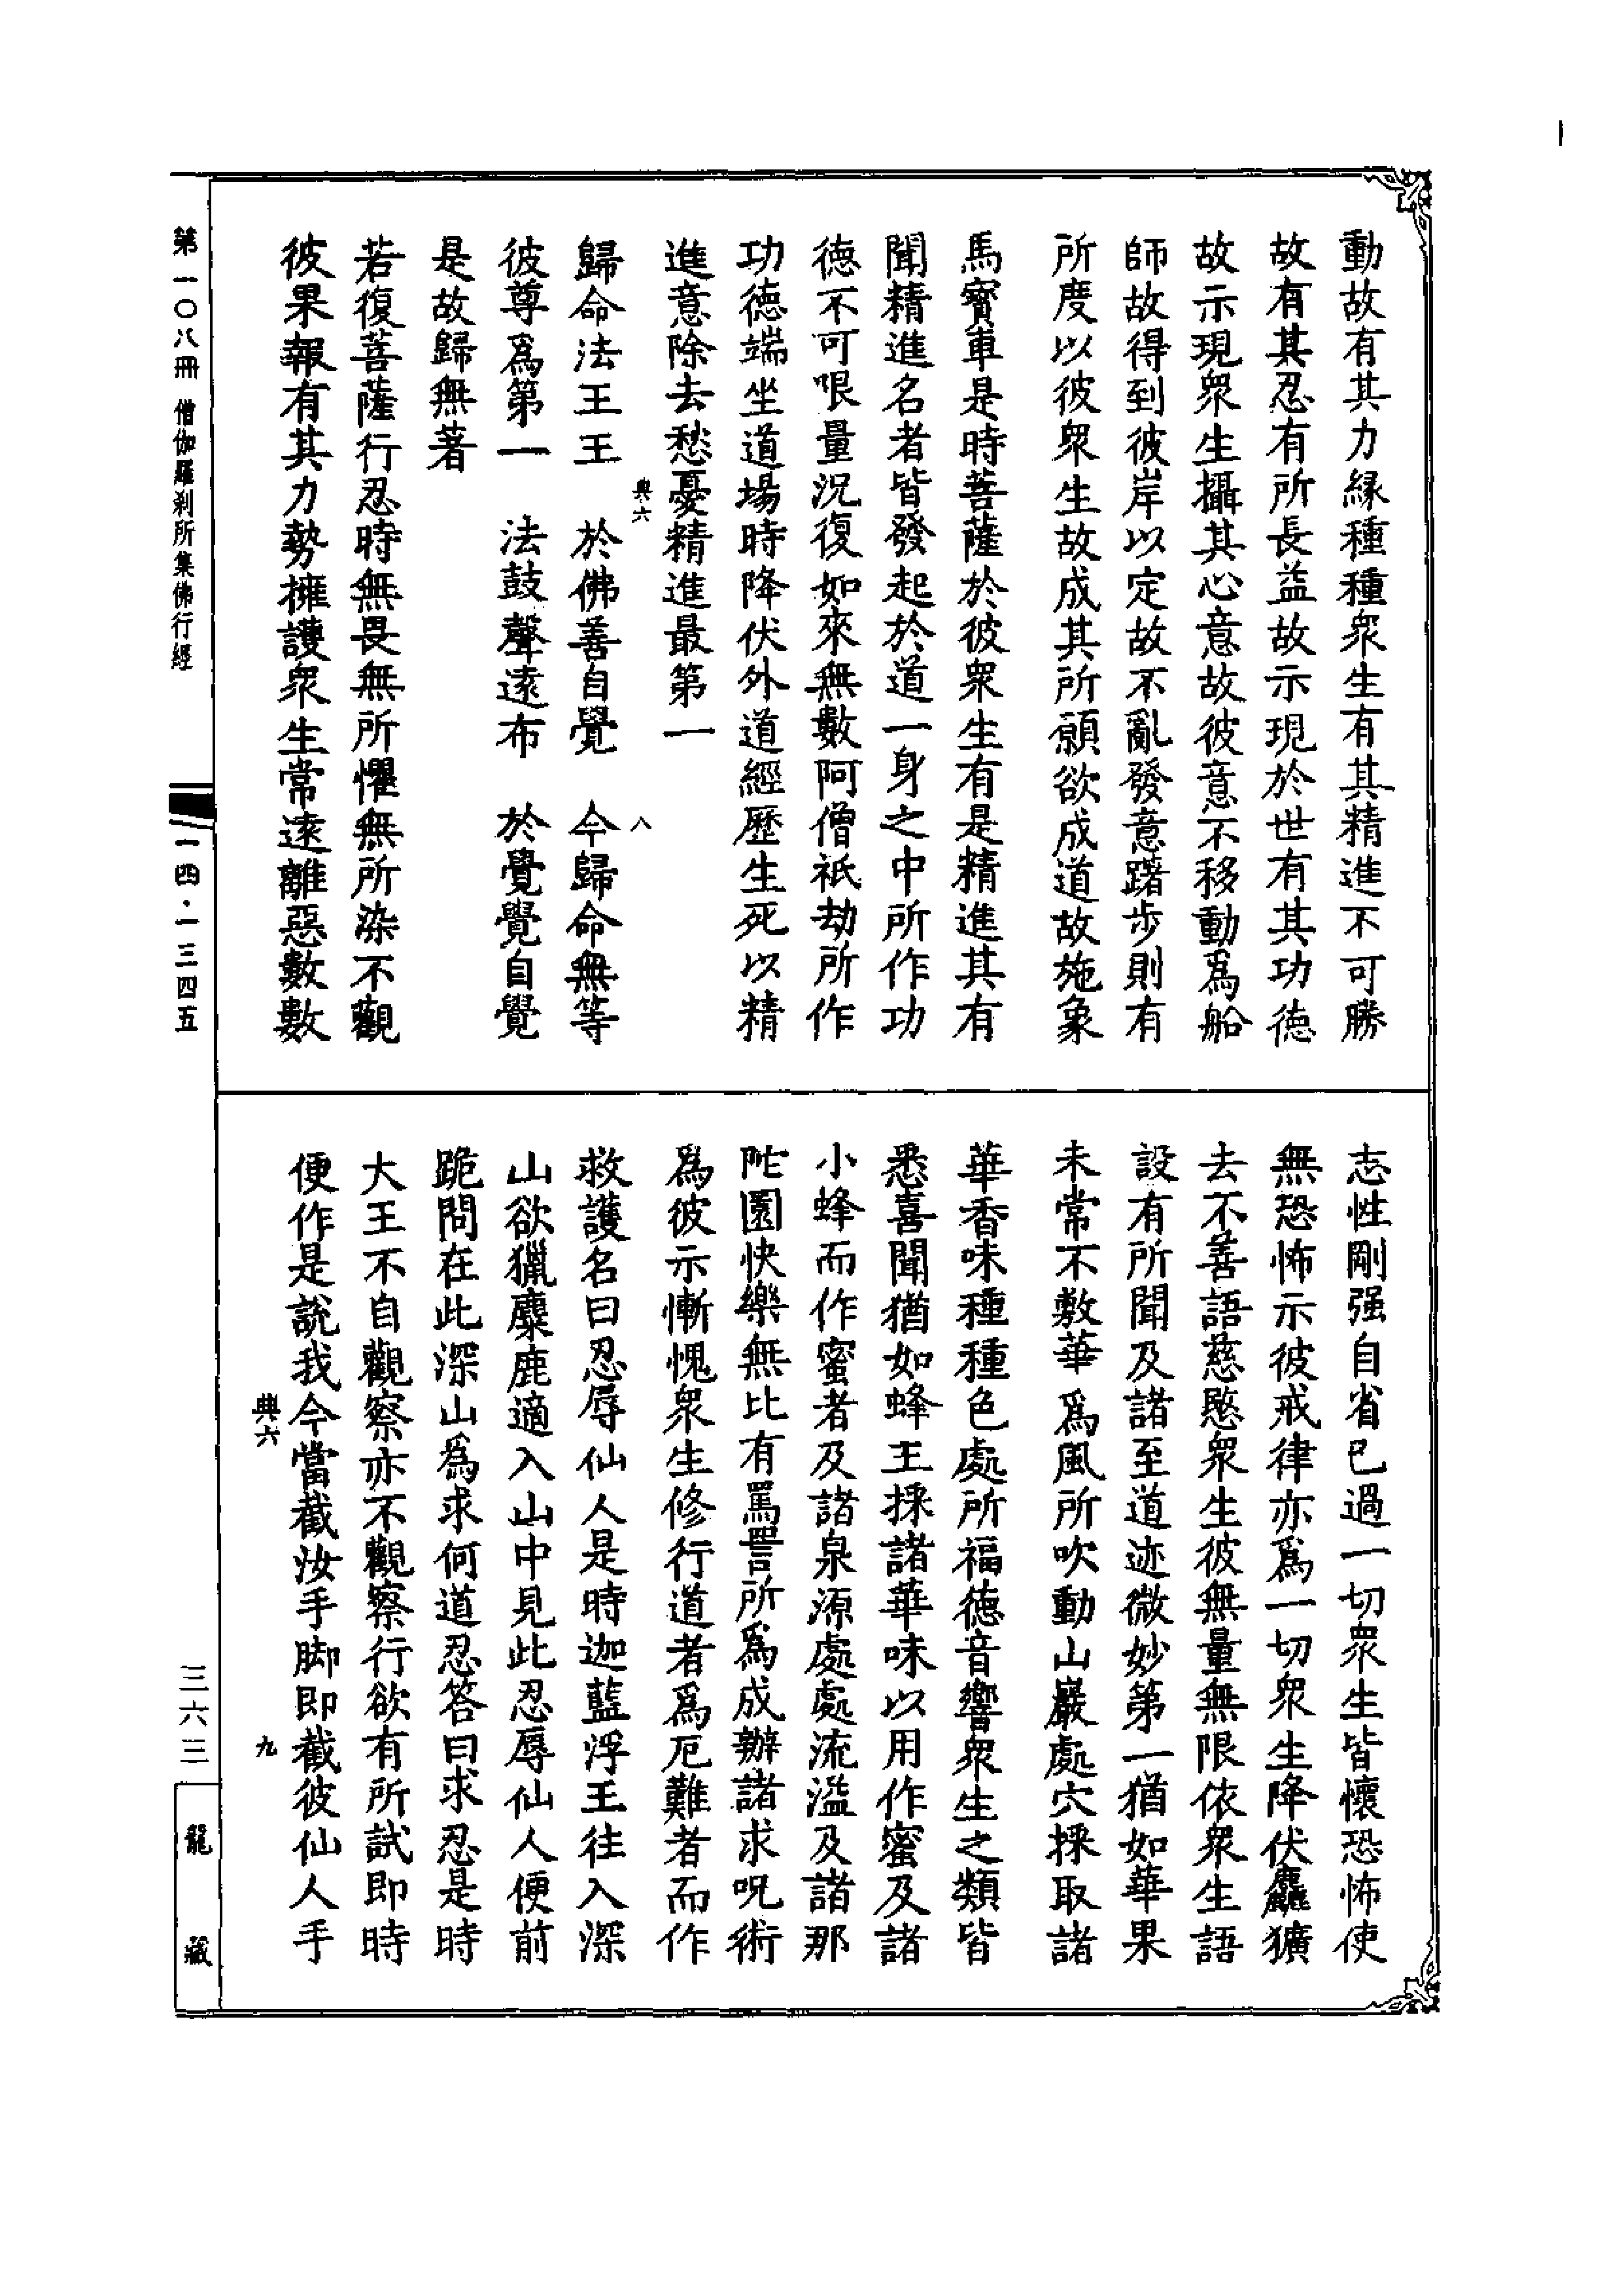 動故有其力緣種種衆生有其精進不可勝
故有其忍有所長益故示現於世有其功德
故示現衆生攝其心意故彼意不移動爲船
師故得到彼岸以定故不亂發意躇步則有
所度以彼衆生故成其所願欲成道故施象
馬寶車是時菩薩於彼衆生有是精進其有
聞精進名者皆發起於道一身之中所作功
德不可限量況復如來無數阿僧祇劫所作
功德端坐道場時降伏外道經歷生死以精
進意除去愁憂精進最第一
典六 八
歸命法王王 於佛善自覺 今歸命無等
彼尊爲第一 法鼓聲遠布 於覺覺自覺
是故歸無著
若復菩薩行忍時無畏無所懼無所染不觀
彼果報有其力勢擁護衆生常遠離惡數數
志性剛强自省己過一切衆生皆懷恐怖使
無恐怖示彼戒律亦爲一切衆生降伏麤獷
去不善語慈愍衆生彼無量無限依衆生語
設有所聞及諸至道迹微妙第一猶如華果
未常不敷華爲風所吹動山巖處穴採取諸
華香味種種色處所福德音響衆生之類皆
悉喜聞猶如蜂王採諸華味以用作蜜及諸
小蜂而作蜜者及諸泉源處處流溢及諸那
陀園快樂無比有罵詈所爲成辦諸求呪術
爲彼示慚愧衆生修行道者爲厄難者而作
救護名曰忍辱仙人是時迦藍浮王往入深
山欲獵麋鹿適入山中見此忍辱仙人便前
跪問在此深山爲求何道忍答曰求忍是時
大王不自觀察亦不觀察行欲有所試即時
便作是說我今當截汝手脚即截彼仙人手
典六 九
第一〇八冊 僧伽羅刹所集佛行經
一四·一三四五
三六三
龍藏